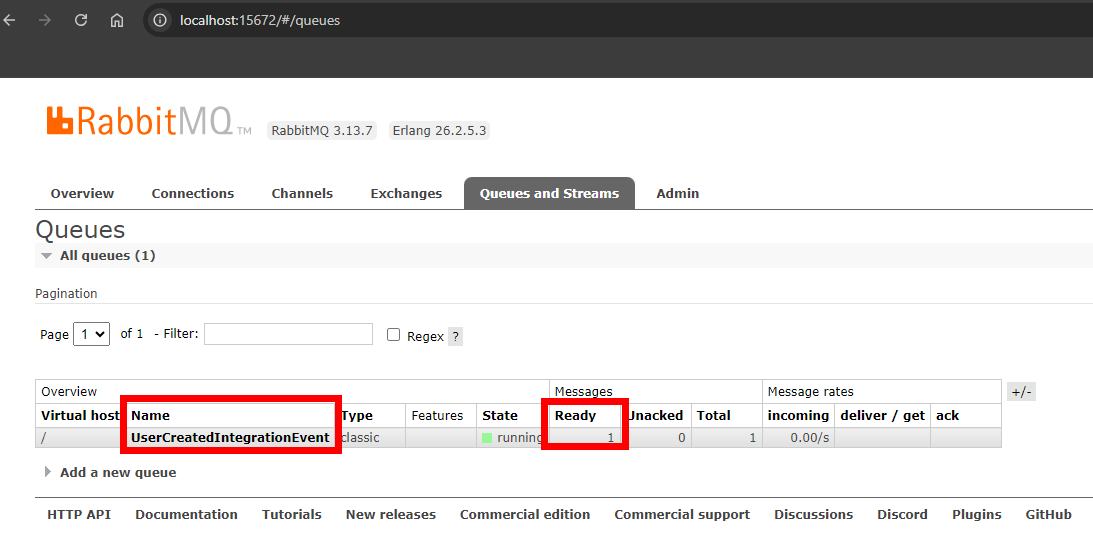 localhost:15672/#/queues
RabbitMQ TM RabbitMQ 3.13.7 Erlang 26.2.5.3
Overview Connections Channels Exchanges Queues and Streams Admin
Queues
All queues (1)
Pagination
Page 1 of 1 - Filter: Regex ?
Overview Messages Message rates +/-
Virtual host Name Type Features State Ready Unacked Total incoming deliver / get ack
/ UserCreatedIntegrationEvent classic running 1 0 1 0.00/s
Add a new queue
HTTP API Documentation Tutorials New releases Commercial edition Commercial support Discussions Discord Plugins GitHub